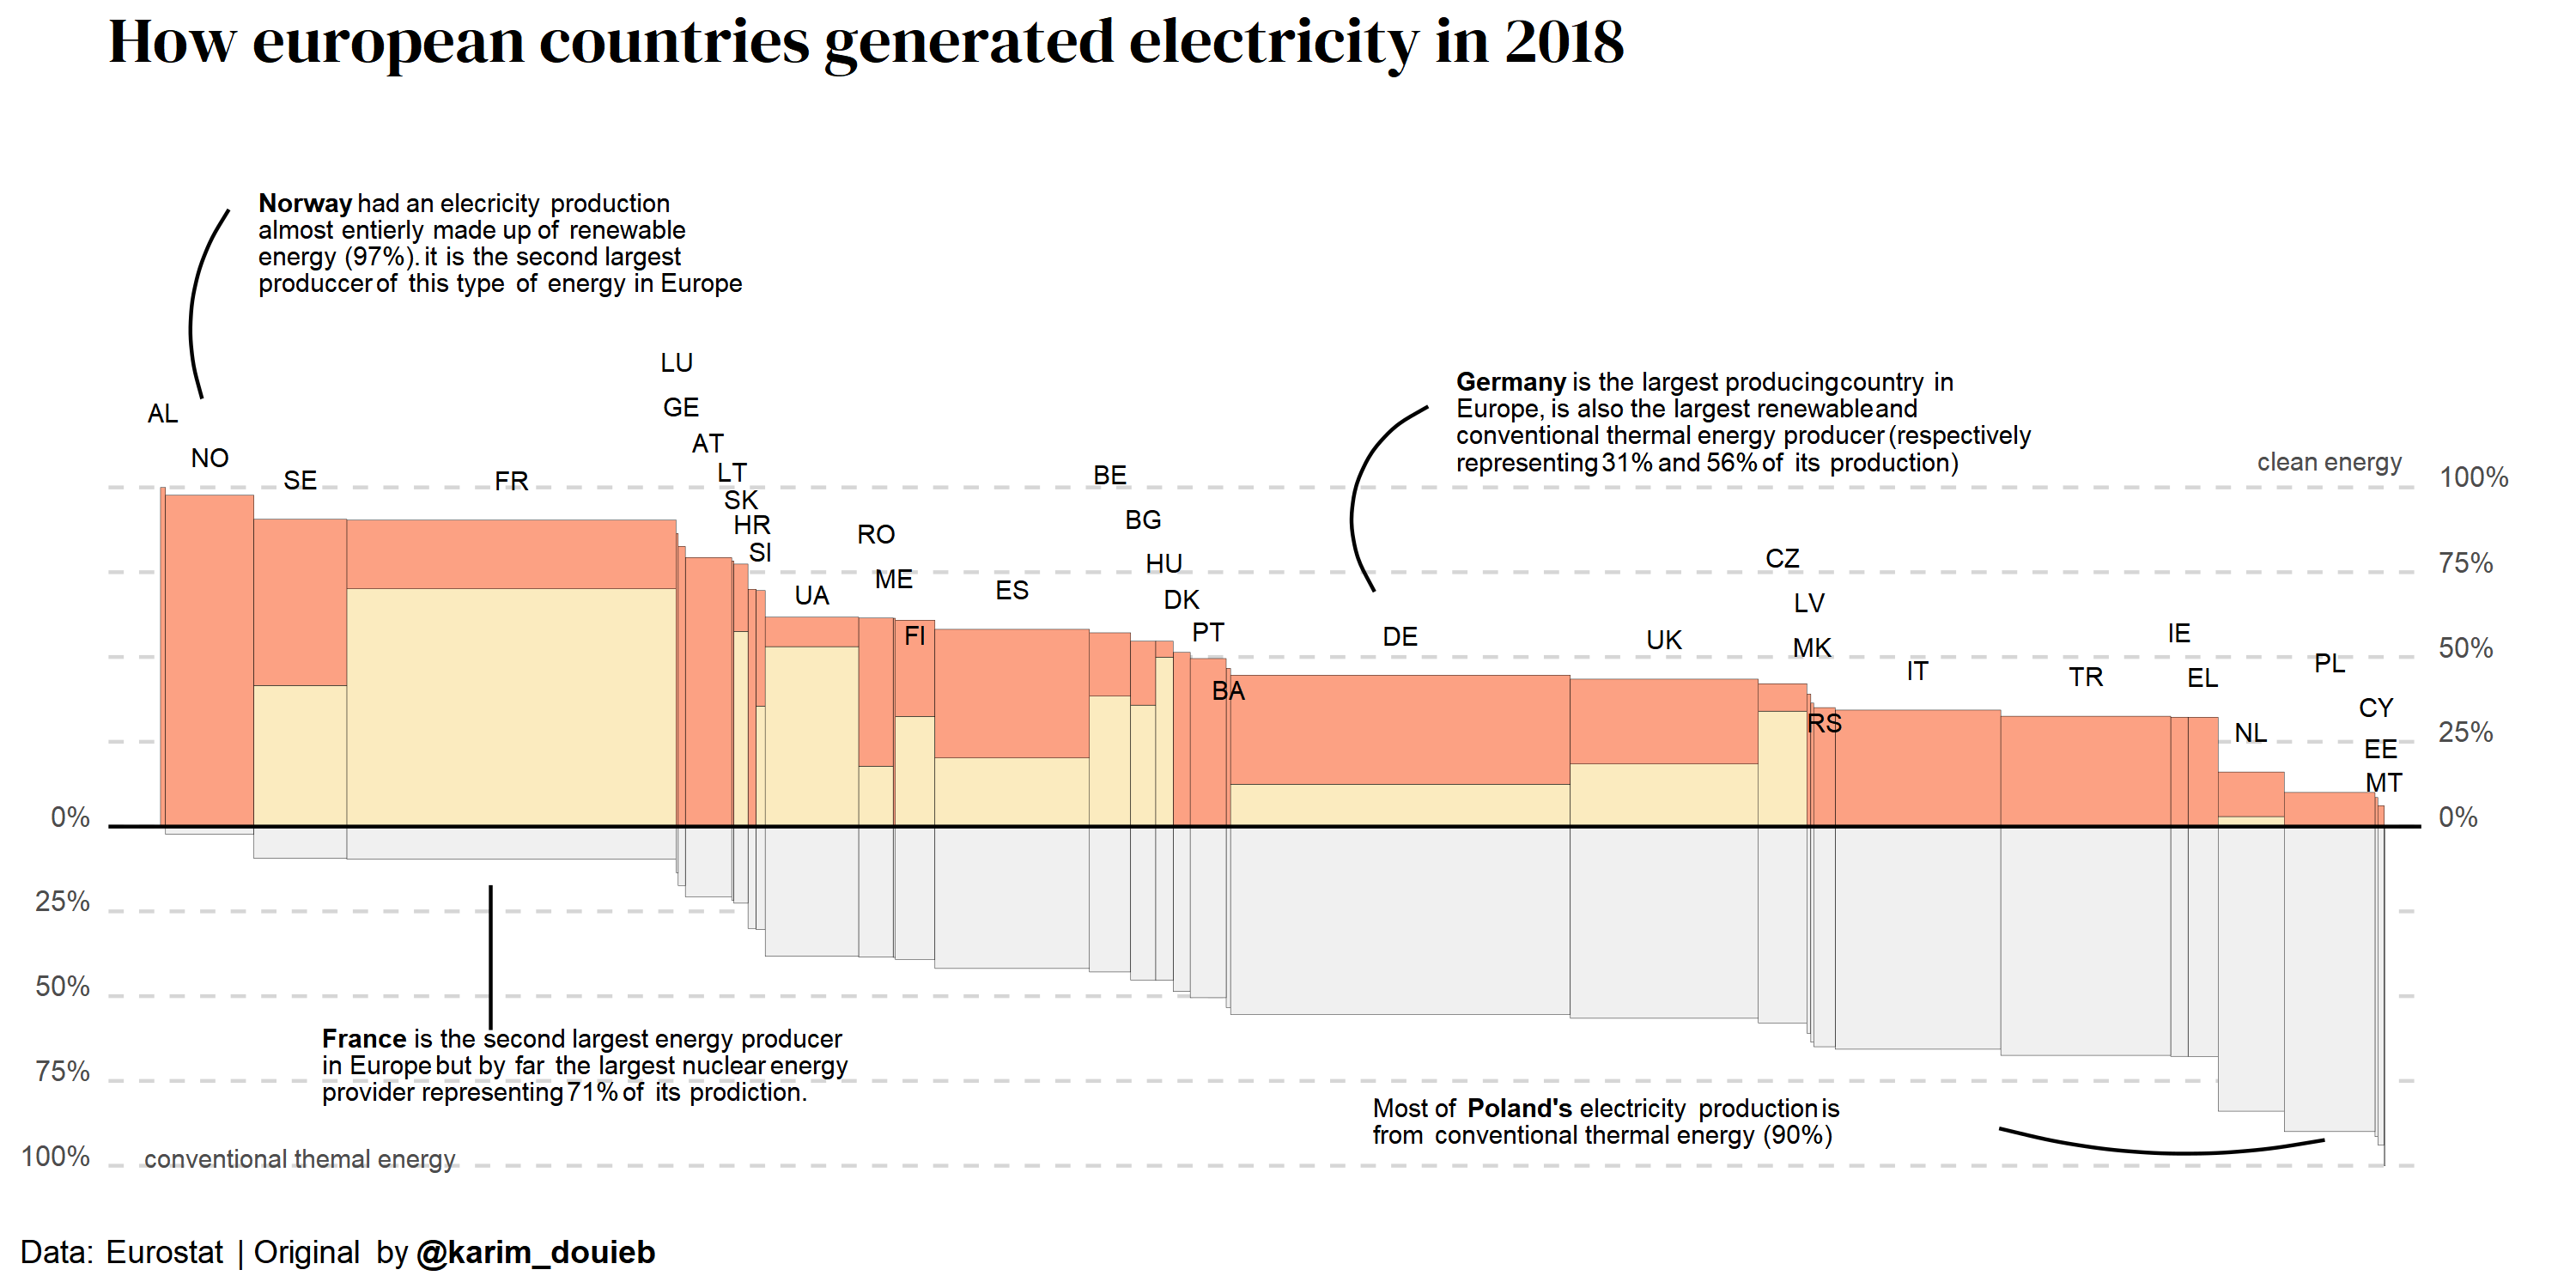 How european countries generated electricity in 2018
Norway had an elecricity production
almost entierly made up of renewable
energy (97%). it is the second largest
produccer of this type of energy in Europe
Germany is the largest producing country in
Europe, is also the largest renewable and
conventional thermal energy producer (respectively
representing 31% and 56% of its production)
clean energy
AL
NO
SE
FR
LU
GE
AT
LT
SK
HR
SI
UA
RO
ME
FI
ES
BE
BG
HU
DK
PT
BA
DE
UK
CZ
LV
MK
RS
IT
TR
IE
EL
NL
PL
CY
EE
MT
100%
75%
50%
25%
0%
0%
25%
50%
75%
100%
France is the second largest energy producer
in Europe but by far the largest nuclear energy
provider representing 71% of its prodiction.
Most of Poland's electricity production is
from conventional thermal energy (90%)
conventional themal energy
Data: Eurostat | Original by @karim_douieb